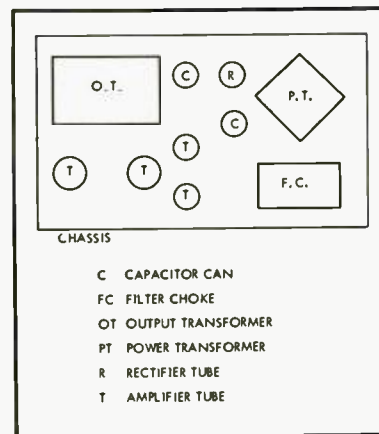 O.T.
C
R
P.T.
C
T
T
T
F.C.
T
CHASSIS
C CAPACITOR CAN
FC FILTER CHOKE
OT OUTPUT TRANSFORMER
PT POWER TRANSFORMER
R RECTIFIER TUBE
T AMPLIFIER TUBE